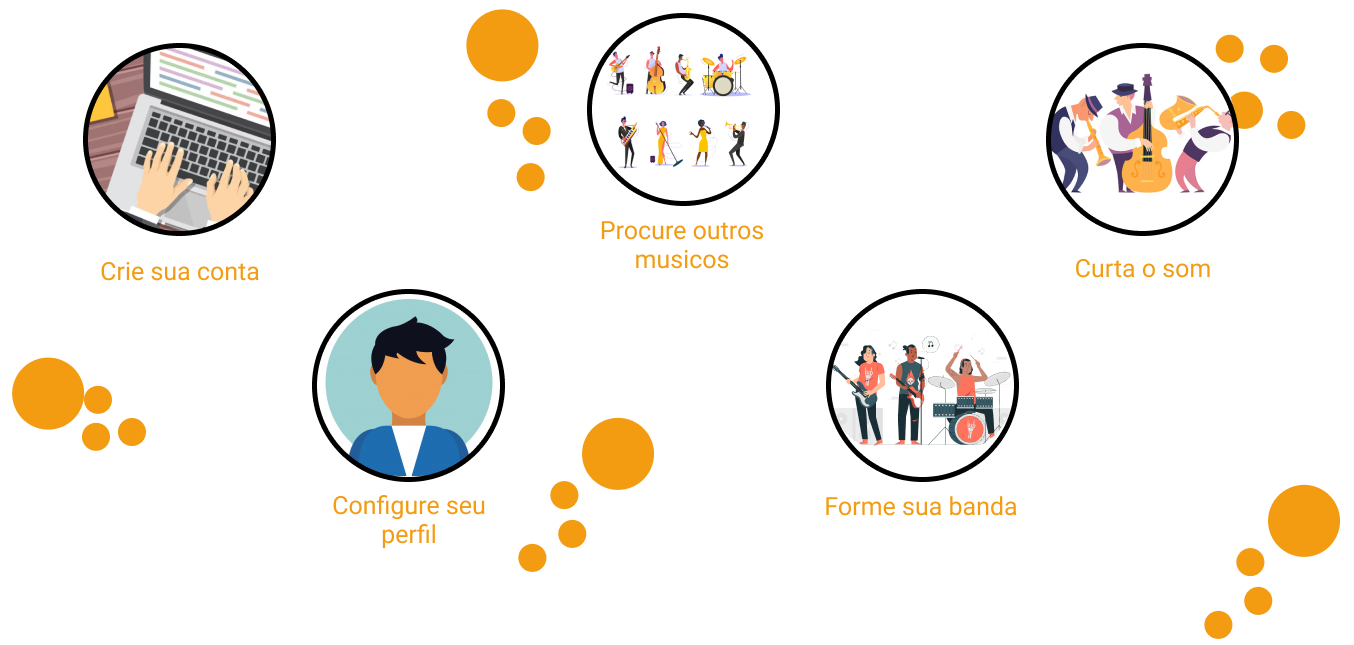 Crie sua conta
Configure seu
perfil
Procure outros
musicos
Forme sua banda
Curta o som